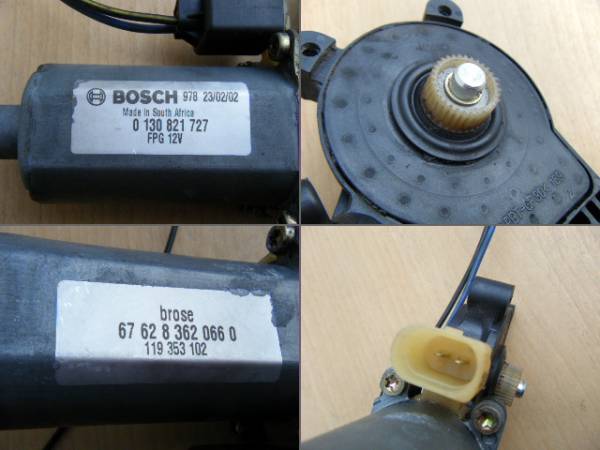 BOSCH 978 23/02/02
Made in South Africa
0 130 821 727
FPG 12V
brose
67 62 8 362 066 0
119 353 102